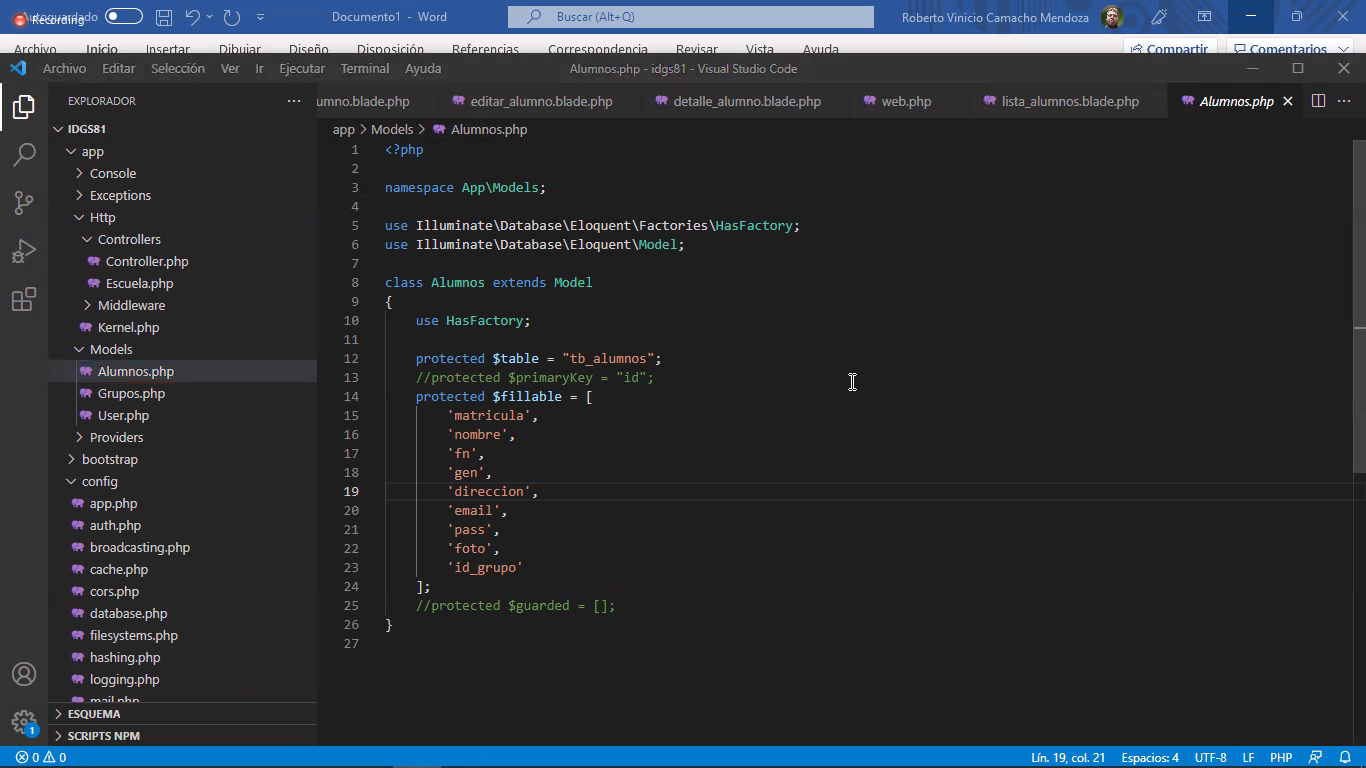 Autoguardado
Recording
Documento1 - Word
Buscar (Alt+Q)
Roberto Vinicio Camacho Mendoza
Archivo Inicio Insertar Dibujar Diseño Disposición Referencias Correspondencia Revisar Vista Ayuda Compartir Comentarios
Archivo Editar Selección Ver Ir Ejecutar Terminal Ayuda
Alumnos.php - idgs81 - Visual Studio Code
EXPLORADOR
umno.blade.php editar_alumno.blade.php detalle_alumno.blade.php web.php lista_alumnos.blade.php Alumnos.php
IDGS81
app
Console
Exceptions
Http
Controllers
Controller.php
Escuela.php
Middleware
Kernel.php
Models
Alumnos.php
Grupos.php
User.php
Providers
bootstrap
config
app.php
auth.php
broadcasting.php
cache.php
cors.php
database.php
filesystems.php
hashing.php
logging.php
mail.php
ESQUEMA
SCRIPTS NPM
app > Models > Alumnos.php
1 <?php
2
3 namespace App\Models;
4
5 use Illuminate\Database\Eloquent\Factories\HasFactory;
6 use Illuminate\Database\Eloquent\Model;
7
8 class Alumnos extends Model
9 {
10 use HasFactory;
11
12 protected $table = "tb_alumnos";
13 //protected $primaryKey = "id";
14 protected $fillable = [
15 'matricula',
16 'nombre',
17 'fn',
18 'gen',
19 'direccion',
20 'email',
21 'pass',
22 'foto',
23 'id_grupo'
24 ];
25 //protected $guarded = [];
26 }
27
1
0 0
Lín. 19, col. 21 Espacios: 4 UTF-8 LF PHP